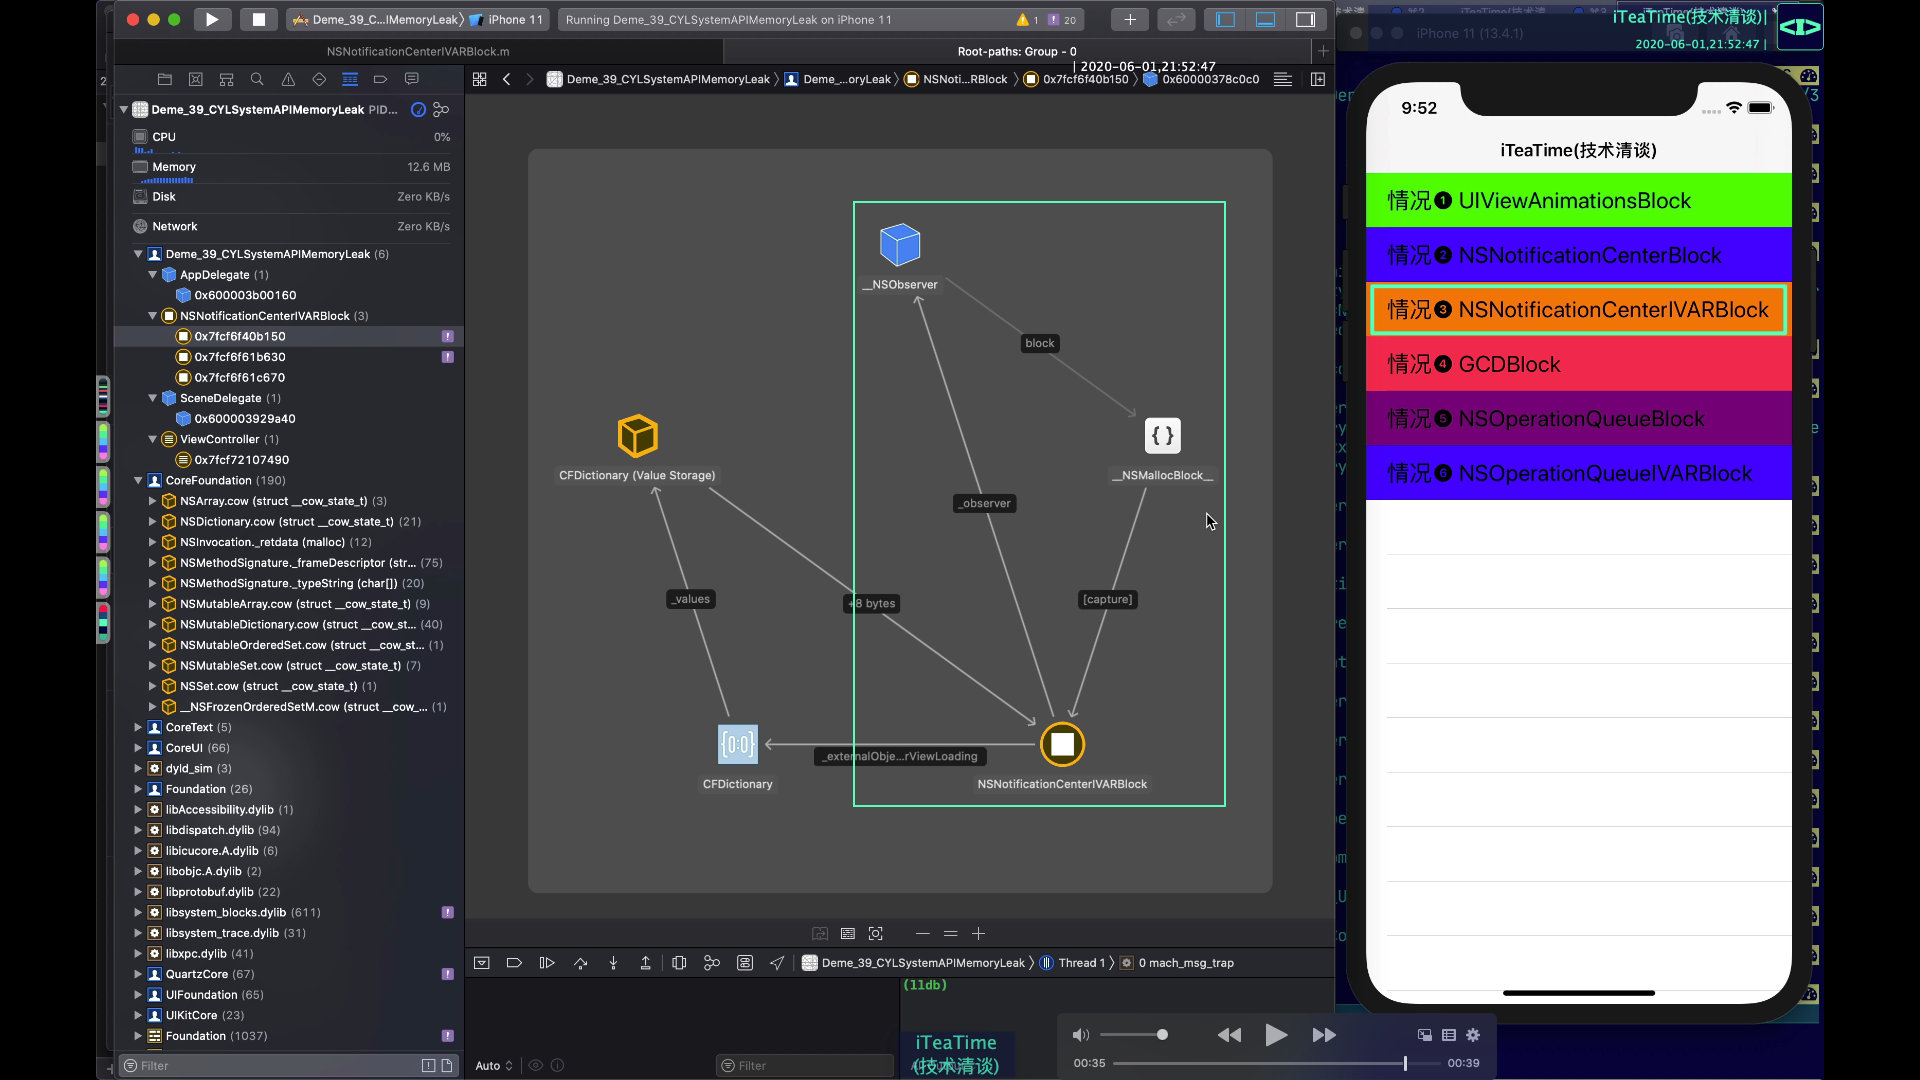 Deme_39_C...IMemoryLeak
iPhone 11
Running Deme_39_CYLSystemAPIMemoryLeak on iPhone 11
1
20
NSNotificationCenterIVARBlock.m
Root-paths: Group - 0
| 2020-06-01,21:52:47
Deme_39_CYLSystemAPIMemoryLeak
Deme_...oryLeak
NSNoti...RBlock
0x7fcf6f40b150
0x60000378c0c0
Deme_39_CYLSystemAPIMemoryLeak PID...
CPU
0%
Memory
12.6 MB
Disk
Zero KB/s
Network
Zero KB/s
Deme_39_CYLSystemAPIMemoryLeak (6)
AppDelegate (1)
0x600003b00160
NSNotificationCenterIVARBlock (3)
0x7fcf6f40b150
0x7fcf6f61b630
0x7fcf6f61c670
SceneDelegate (1)
0x600003929a40
ViewController (1)
0x7fcf72107490
CoreFoundation (190)
NSArray.cow (struct __cow_state_t) (3)
NSDictionary.cow (struct __cow_state_t) (21)
NSInvocation._retdata (malloc) (12)
NSMethodSignature._frameDescriptor (str... (75)
NSMethodSignature._typeString (char[]) (20)
NSMutableArray.cow (struct __cow_state_t) (9)
NSMutableDictionary.cow (struct __cow_st... (40)
NSMutableOrderedSet.cow (struct __cow_st... (1)
NSMutableSet.cow (struct __cow_state_t) (7)
NSSet.cow (struct __cow_state_t) (1)
__NSFrozenOrderedSetM.cow (struct __cow_... (1)
CoreText (5)
CoreUI (66)
dyld_sim (3)
Foundation (26)
libAccessibility.dylib (1)
libdispatch.dylib (94)
libicucore.A.dylib (6)
libobjc.A.dylib (2)
libprotobuf.dylib (22)
libsystem_blocks.dylib (611)
libsystem_trace.dylib (31)
libxpc.dylib (41)
QuartzCore (67)
UIFoundation (65)
UIKitCore (23)
Foundation (1037)
Filter
__NSObserver
block
CFDictionary (Value Storage)
__NSMallocBlock__
_observer
_values
+8 bytes
[capture]
_externalObje...rViewLoading
CFDictionary
NSNotificationCenterIVARBlock
Deme_39_CYLSystemAPIMemoryLeak
Thread 1
0 mach_msg_trap
(lldb)
Auto
Filter
iTeaTime
(技术清谈)
00:35
00:39
iTeaTime(技术清谈)|
2020-06-01,21:52:47 |
iPhone 11 (13.4.1)
9:52
iTeaTime(技术清谈)
情况❶ UIViewAnimationsBlock
情况❷ NSNotificationCenterBlock
情况❸ NSNotificationCenterIVARBlock
情况❹ GCDBlock
情况❺ NSOperationQueueBlock
情况❻ NSOperationQueueIVARBlock